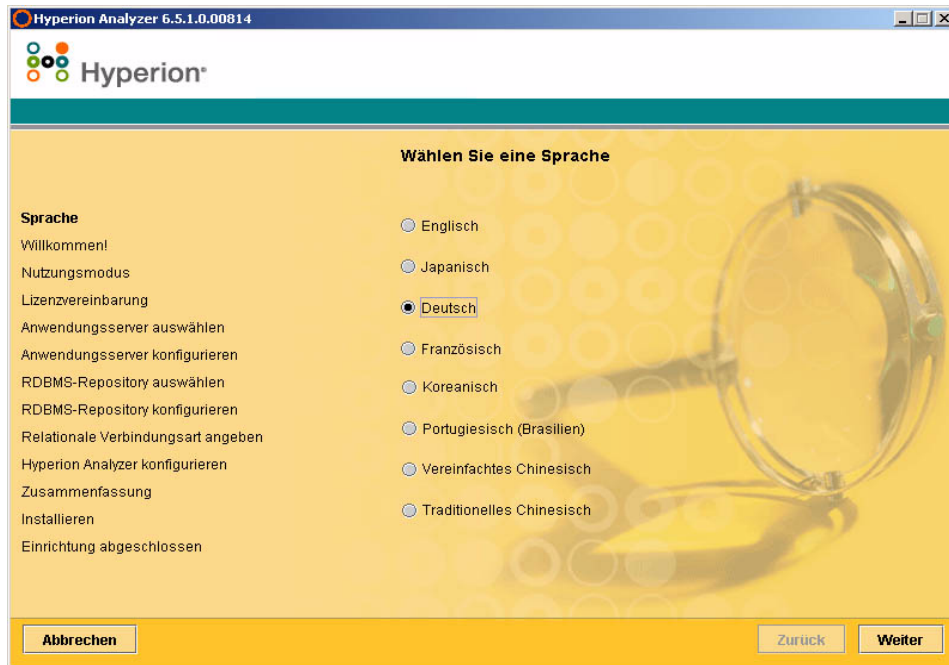 Hyperion Analyzer 6.5.1.0.00814
Hyperion
Wählen Sie eine Sprache
Sprache
Willkommen!
Nutzungsmodus
Lizenzvereinbarung
Anwendungsserver auswählen
Anwendungsserver konfigurieren
RDBMS-Repository auswählen
RDBMS-Repository konfigurieren
Relationale Verbindungsart angeben
Hyperion Analyzer konfigurieren
Zusammenfassung
Installieren
Einrichtung abgeschlossen
Englisch
Japanisch
Deutsch
Französisch
Koreanisch
Portugiesisch (Brasilien)
Vereinfachtes Chinesisch
Traditionelles Chinesisch
Abbrechen
Zurück
Weiter